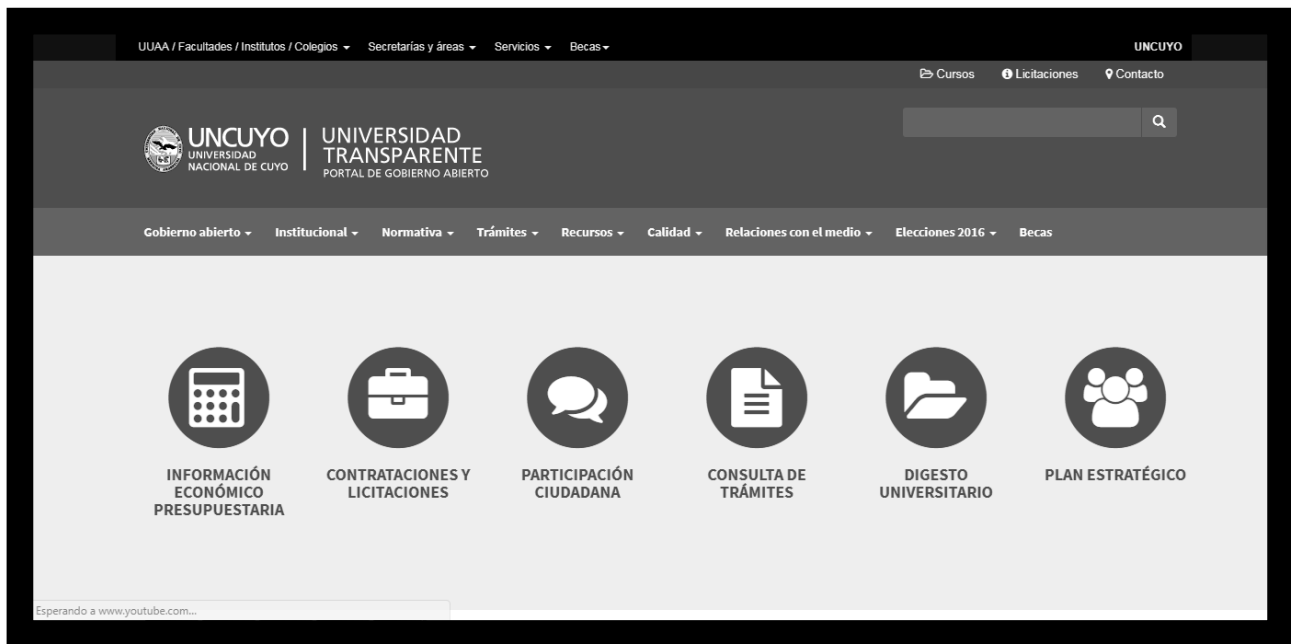 UUAA / Facultades / Institutos / Colegios Secretarías y áreas Servicios Becas UNCUYO
Cursos Licitaciones Contacto
UNCUYO
UNIVERSIDAD
NACIONAL DE CUYO
UNIVERSIDAD
TRANSPARENTE
PORTAL DE GOBIERNO ABIERTO
Gobierno abierto Institucional Normativa Trámites Recursos Calidad Relaciones con el medio Elecciones 2016 Becas
INFORMACIÓN
ECONÓMICO
PRESUPUESTARIA
CONTRATACIONES Y
LICITACIONES
PARTICIPACIÓN
CIUDADANA
CONSULTA DE
TRÁMITES
DIGESTO
UNIVERSITARIO
PLAN ESTRATÉGICO
Esperando a www.youtube.com...